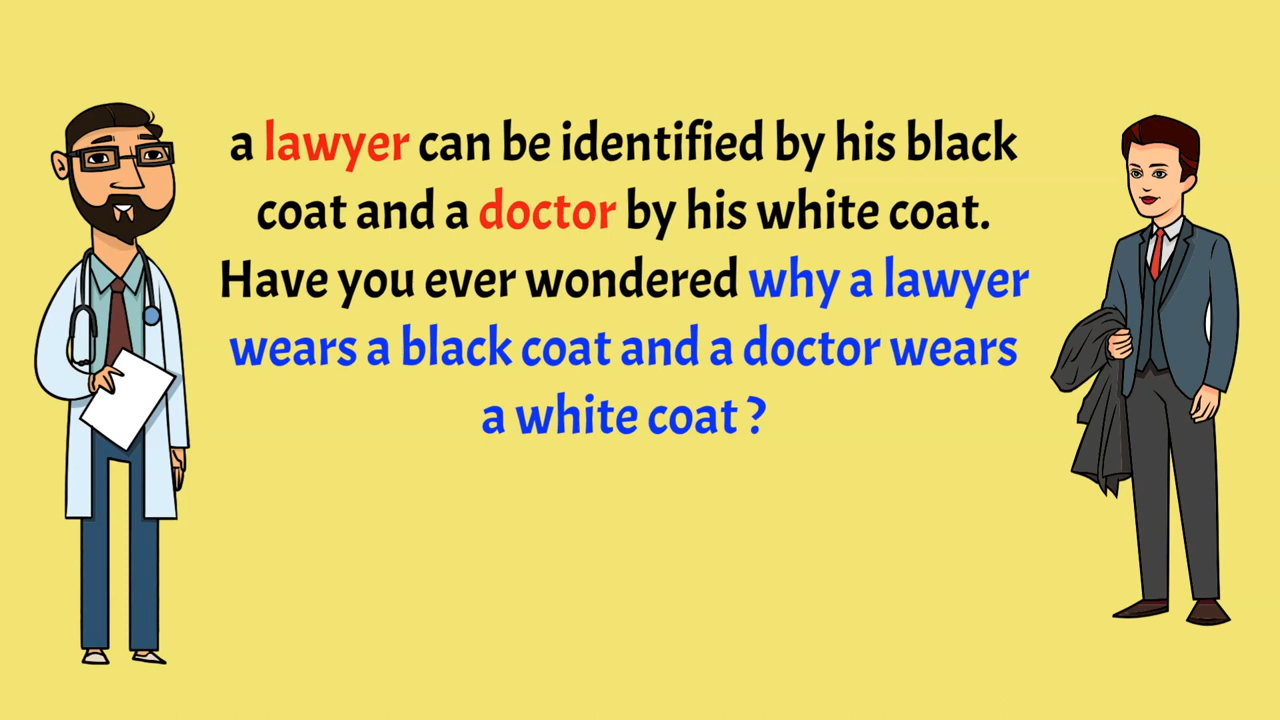 a lawyer can be identified by his black
coat and a doctor by his white coat.
Have you ever wondered why a lawyer
wears a black coat and a doctor wears
a white coat ?